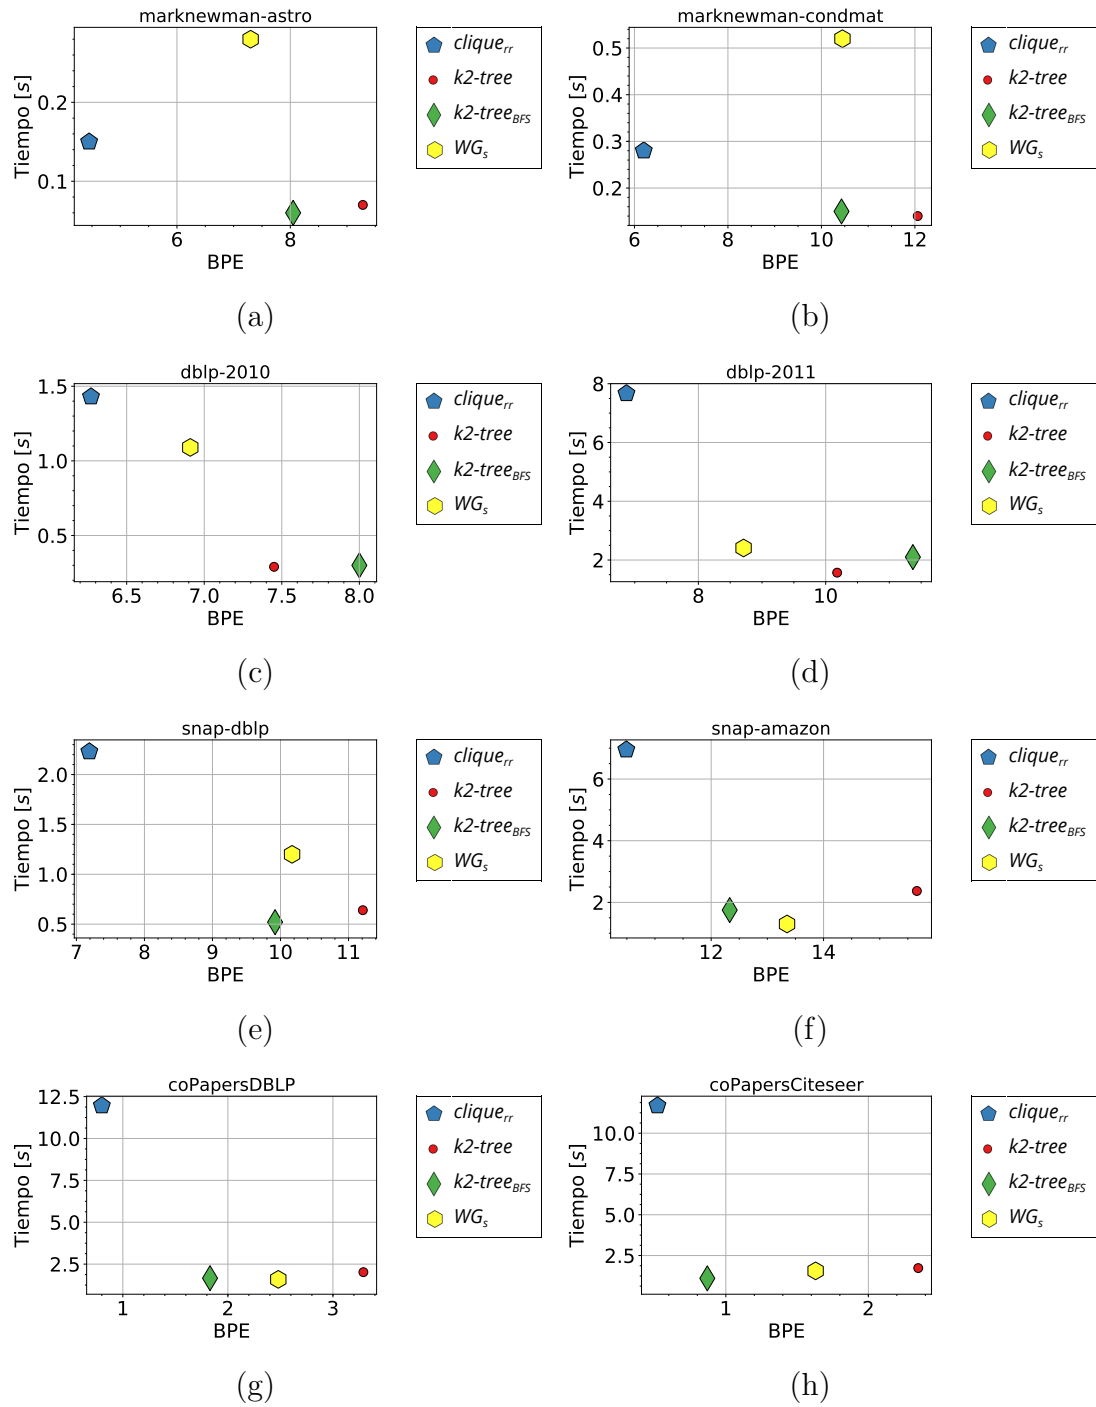 marknewman-astro
Tiempo [s]
0.2
0.1
6 8
BPE
clique_rr
k2-tree
k2-tree_BFS
WG_s
(a)
marknewman-condmat
Tiempo [s]
0.5
0.4
0.3
0.2
6 8 10 12
BPE
clique_rr
k2-tree
k2-tree_BFS
WG_s
(b)
dblp-2010
Tiempo [s]
1.5
1.0
0.5
6.5 7.0 7.5 8.0
BPE
clique_rr
k2-tree
k2-tree_BFS
WG_s
(c)
dblp-2011
Tiempo [s]
8
6
4
2
8 10
BPE
clique_rr
k2-tree
k2-tree_BFS
WG_s
(d)
snap-dblp
Tiempo [s]
2.0
1.5
1.0
0.5
7 8 9 10 11
BPE
clique_rr
k2-tree
k2-tree_BFS
WG_s
(e)
snap-amazon
Tiempo [s]
6
4
2
12 14
BPE
clique_rr
k2-tree
k2-tree_BFS
WG_s
(f)
coPapersDBLP
Tiempo [s]
12.5
10.0
7.5
5.0
2.5
1 2 3
BPE
clique_rr
k2-tree
k2-tree_BFS
WG_s
(g)
coPapersCiteseer
Tiempo [s]
10.0
7.5
5.0
2.5
1 2
BPE
clique_rr
k2-tree
k2-tree_BFS
WG_s
(h)